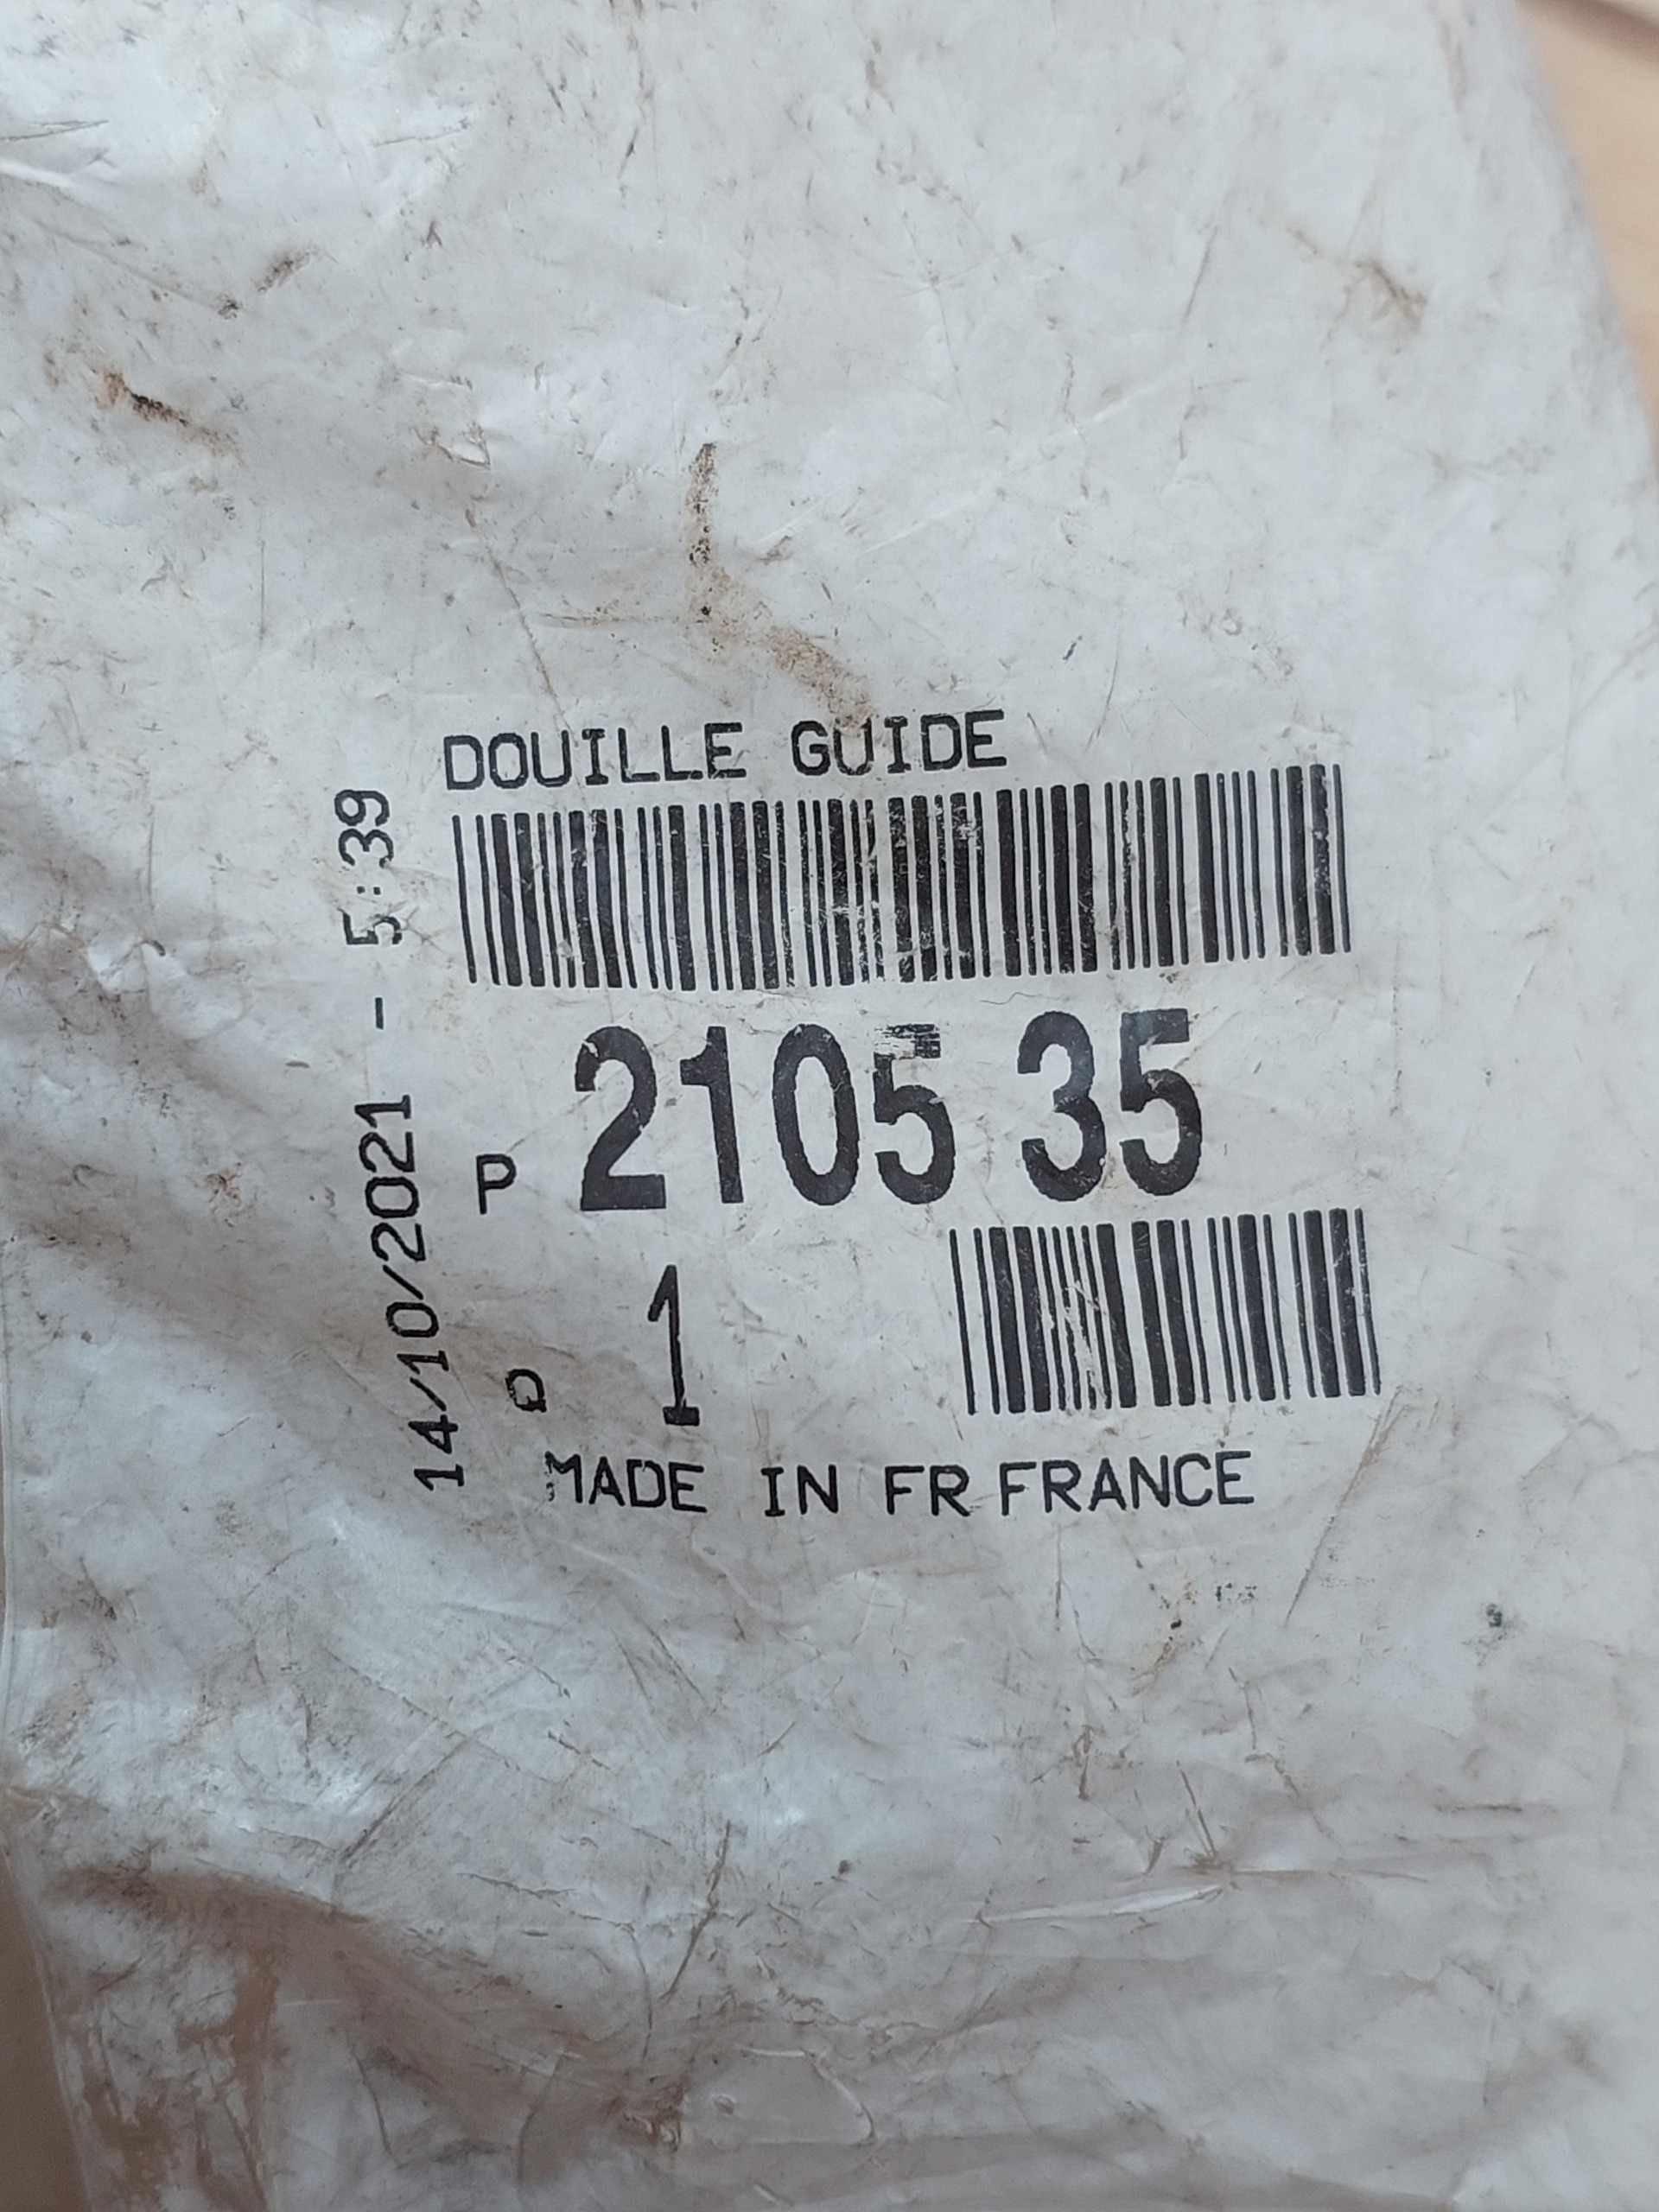 DOUILLE GUIDE
14/10/2021 - 5:39
P 2105 35
Q 1
MADE IN FR FRANCE